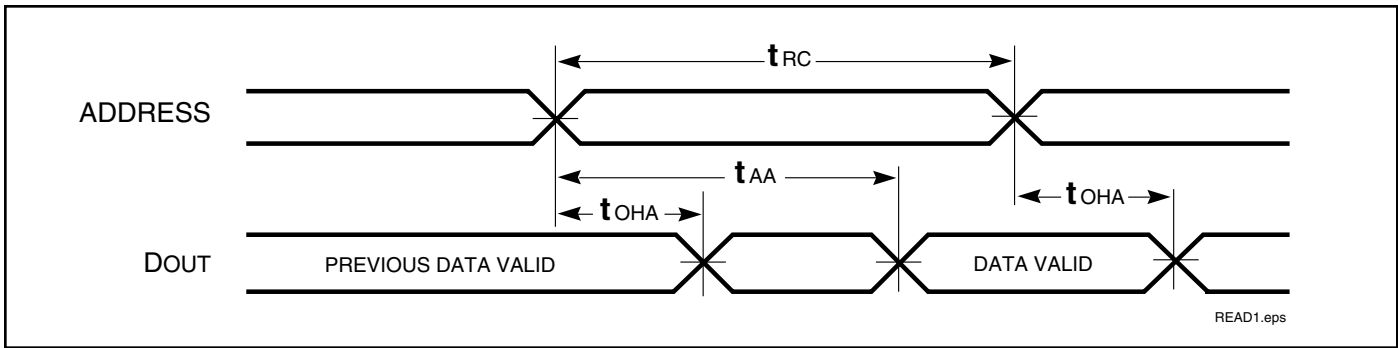 tRC
ADDRESS
tAA
tOHA
tOHA
DOUT
PREVIOUS DATA VALID
DATA VALID
READ1.eps